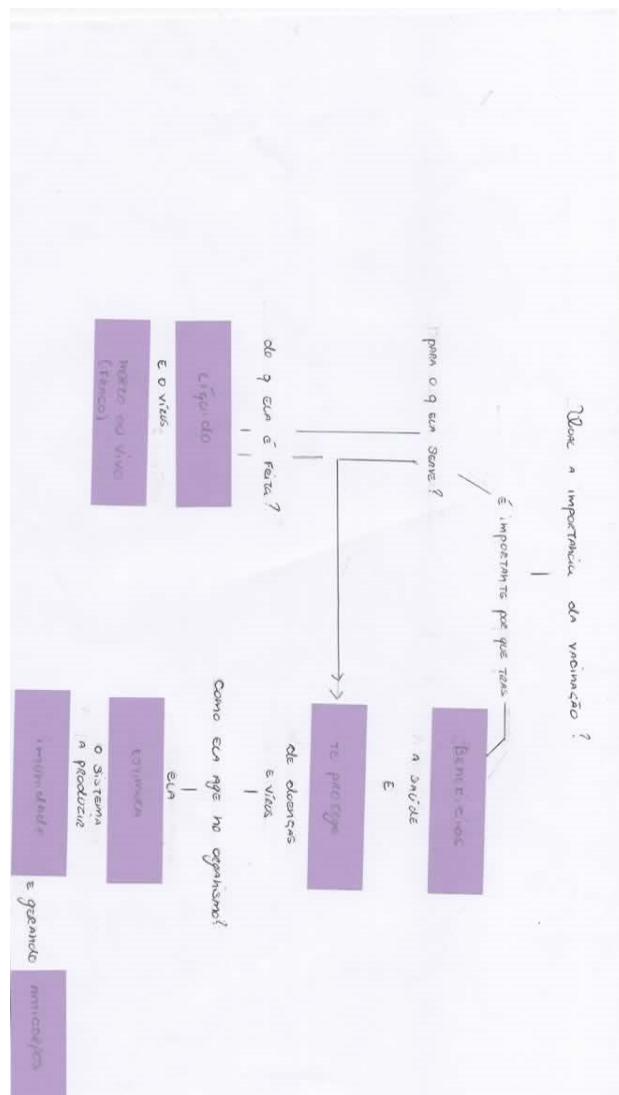 Qual a importância da vacinação?
É importante por que tras
Benefícios
a saúde
E
para o q ela serve?
te protege
de doenças
e vírus
do q ela é feita?
líquido
E o vírus
morto ou vivo
(fraco)
Como ela age no organismo?
ela
estimula
o sistema
a produzir
imunidade
E gerando
anticorpos